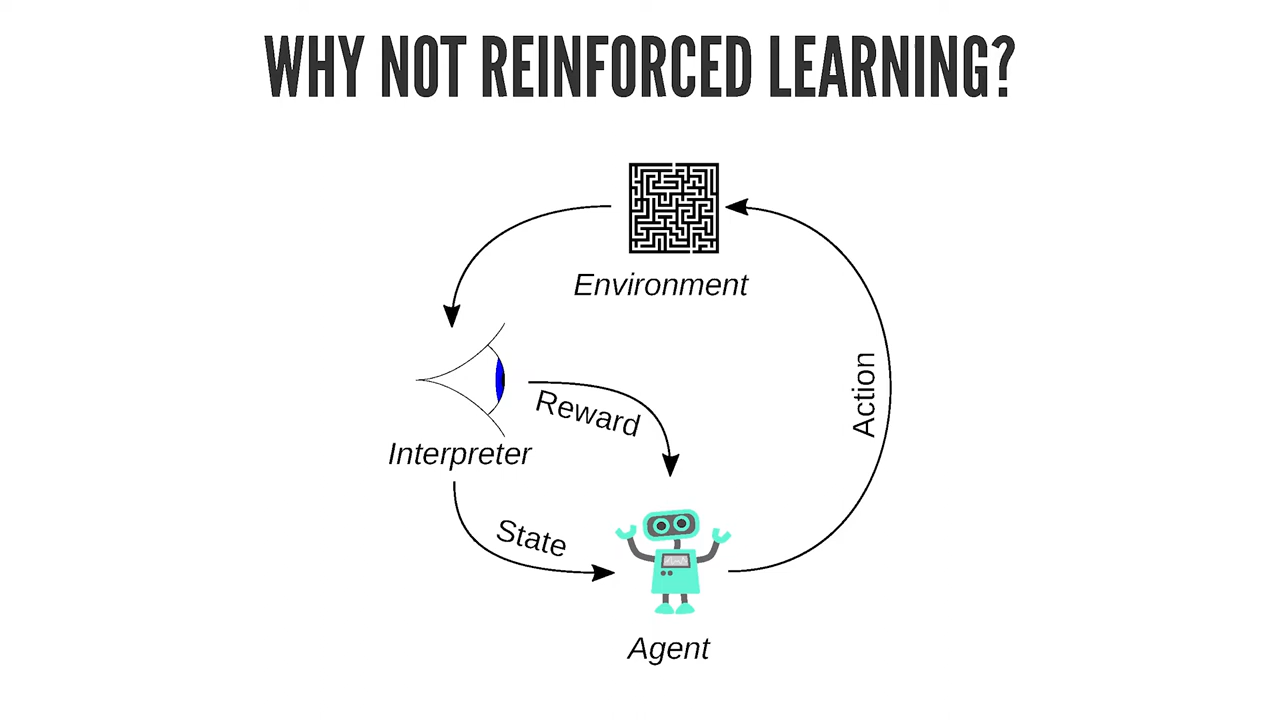 WHY NOT REINFORCED LEARNING?
Environment
Reward
Action
Interpreter
State
Agent